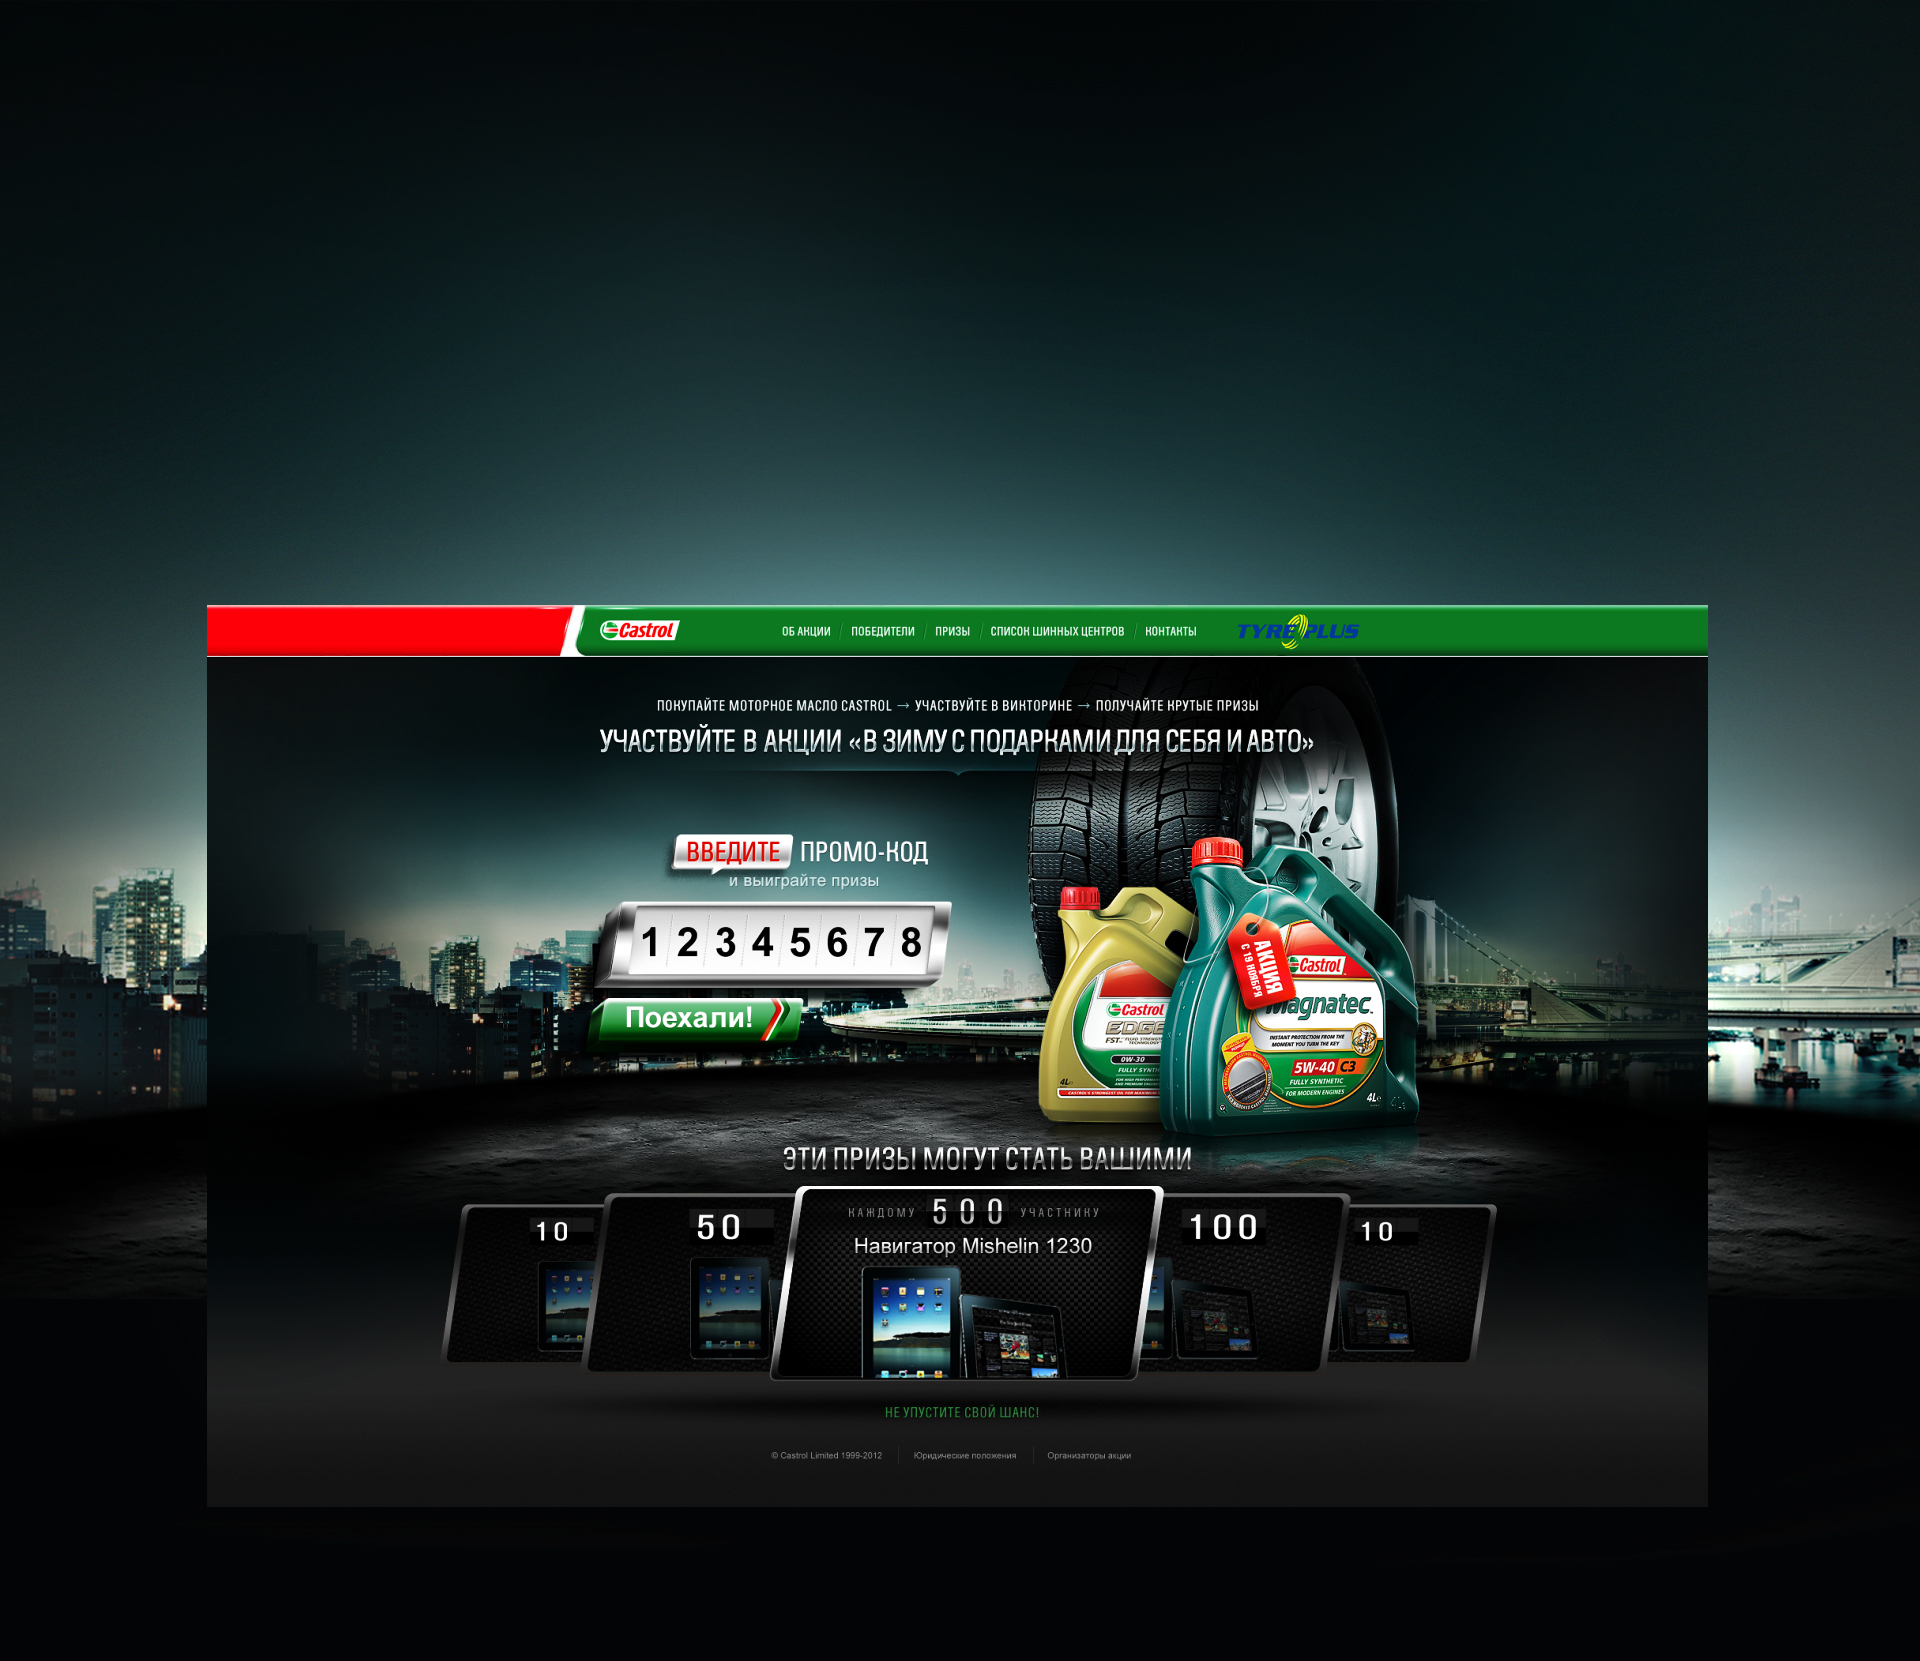 Castrol
ОБ АКЦИИ ПОБЕДИТЕЛИ ПРИЗЫ СПИСОК ШИННЫХ ЦЕНТРОВ КОНТАКТЫ
TYREPLUS
ПОКУПАЙТЕ МОТОРНОЕ МАСЛО CASTROL → УЧАСТВУЙТЕ В ВИКТОРИНЕ → ПОЛУЧАЙТЕ КРУТЫЕ ПРИЗЫ
УЧАСТВУЙТЕ В АКЦИИ «В ЗИМУ С ПОДАРКАМИ ДЛЯ СЕБЯ И АВТО»
ВВЕДИТЕ ПРОМО-КОД
и выиграйте призы
1 2 3 4 5 6 7 8
Поехали!
Castrol
EDGE
FST
0W-30
FULLY SYNTH
4L
АКЦИЯ
С 19 НОЯБРЯ
Castrol
Magnatec
INSTANT PROTECTION FROM THE
MOMENT YOU TURN THE KEY
5W-40 C3
FULLY SYNTHETIC
FOR MODERN ENGINES
4L
ЭТИ ПРИЗЫ МОГУТ СТАТЬ ВАШИМИ
10
50
КАЖДОМУ 500 УЧАСТНИКУ
Навигатор Mishelin 1230
100
10
НЕ УПУСТИТЕ СВОЙ ШАНС!
© Castrol Limited 1999-2012 Юридические положения Организаторы акции